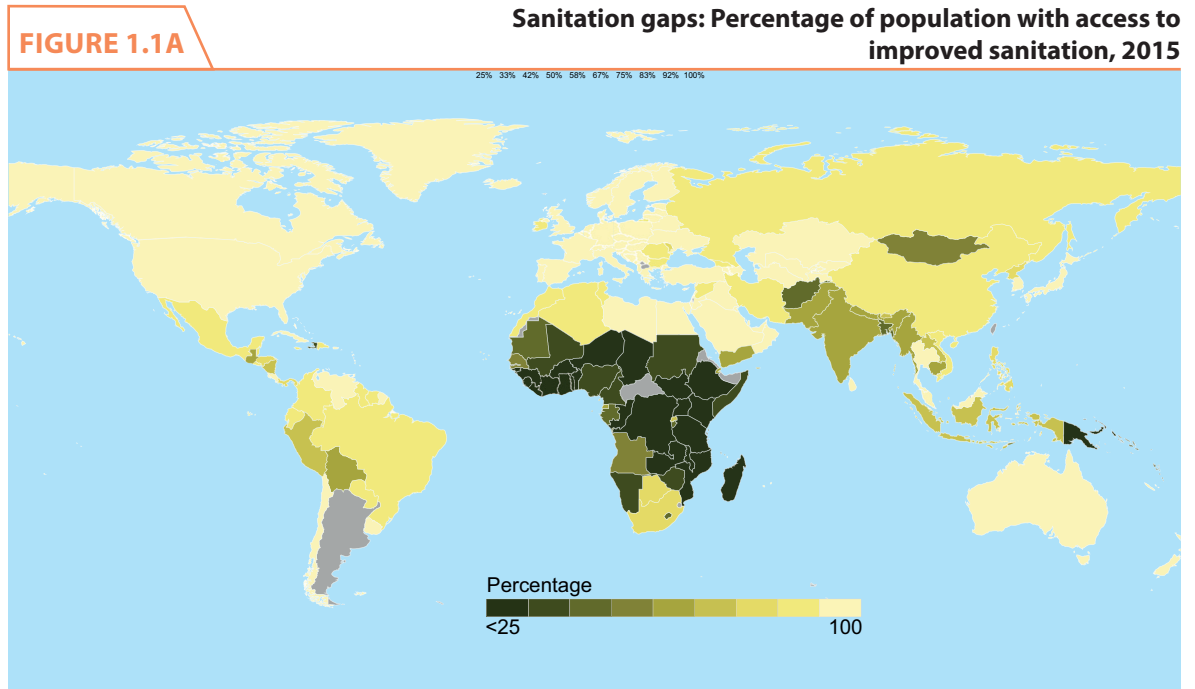 FIGURE 1.1A
Sanitation gaps: Percentage of population with access to
improved sanitation, 2015
25% 33% 42% 50% 58% 67% 75% 83% 92% 100%
Percentage
<25 100